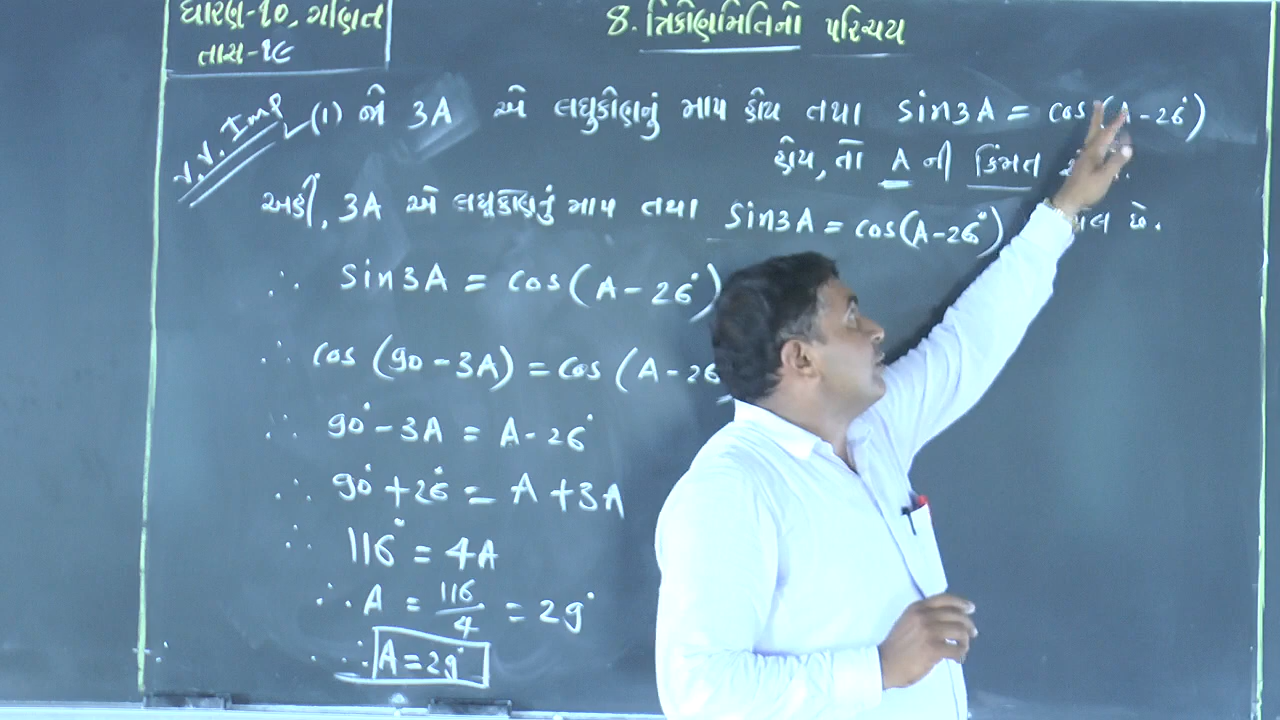 ધોરણ-૧૦, ગણિત
તાસ-૧૯
8. ત્રિકોણમિતિનો પરિચય
V.V. Imp (1) જો 3A એ લઘુકોણનું માપ હોય તથા sin3A = cos(A-26°)
હોય, તો A ની કિંમત
અહીં, 3A એ લઘુકોણનું માપ તથા sin3A = cos(A-26°) છે.
∴ sin3A = cos(A-26°)
∴ cos(90-3A) = cos(A-26
∴ 90°-3A = A-26°
∴ 90°+26° = A+3A
∴ 116° = 4A
∴ A = 116/4 = 29°
∴ A=29°